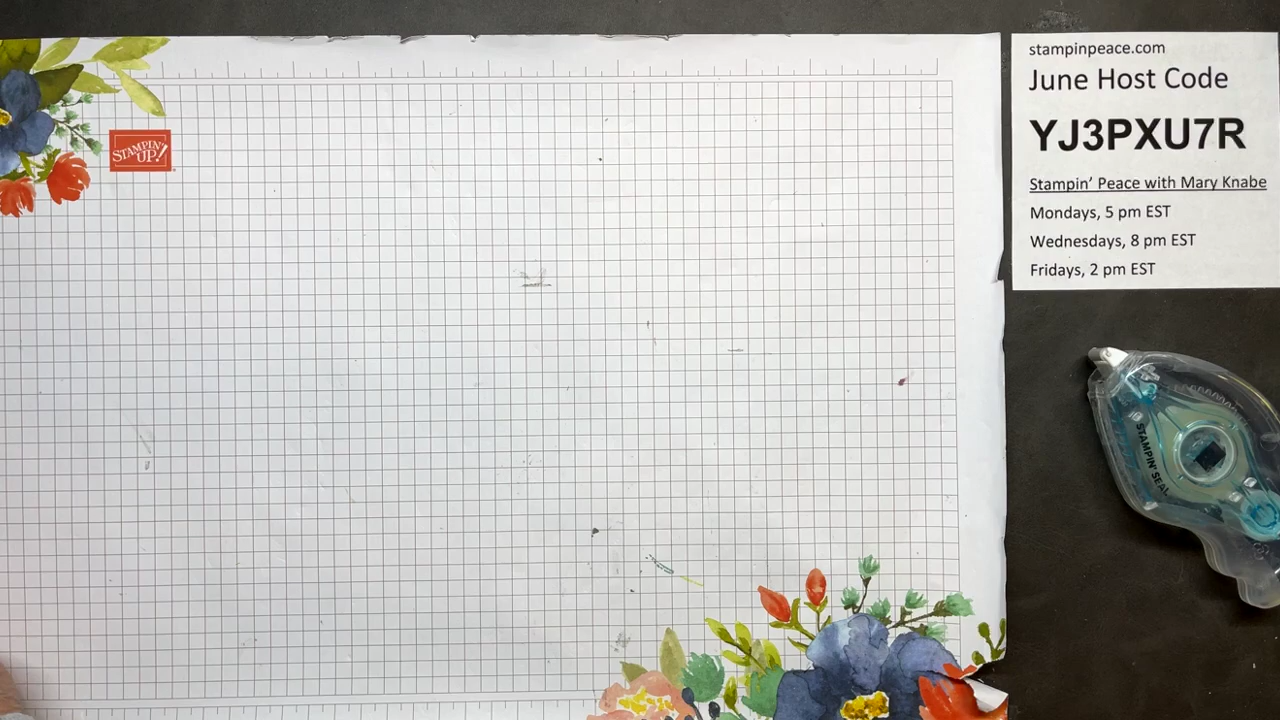 STAMPIN' UP!
stampinpeace.com
June Host Code
YJ3PXU7R
Stampin' Peace with Mary Knabe
Mondays, 5 pm EST
Wednesdays, 8 pm EST
Fridays, 2 pm EST
STAMPIN' SEAL